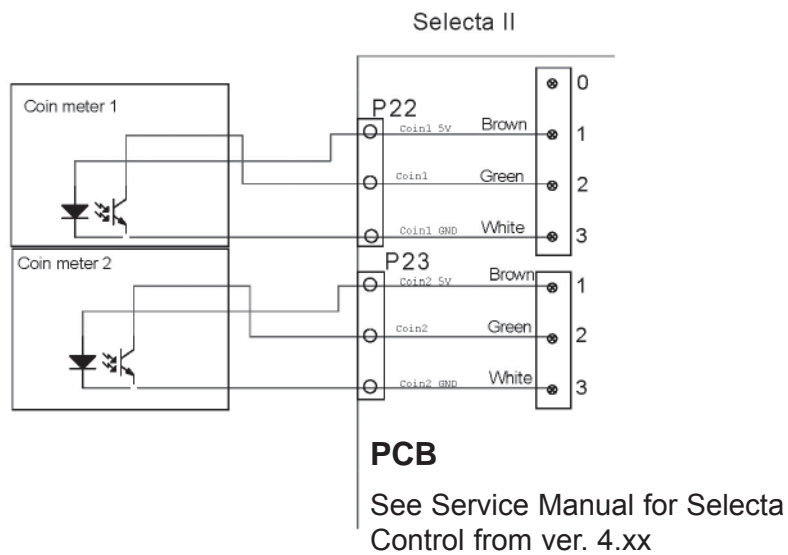 Selecta II
Coin meter 1
P22
0
Coin1 5V Brown 1
Coin1 Green 2
Coin1 GND White 3
Coin meter 2
P23
Coin2 5V Brown 1
Coin2 Green 2
Coin2 GND White 3
PCB
See Service Manual for Selecta
Control from ver. 4.xx